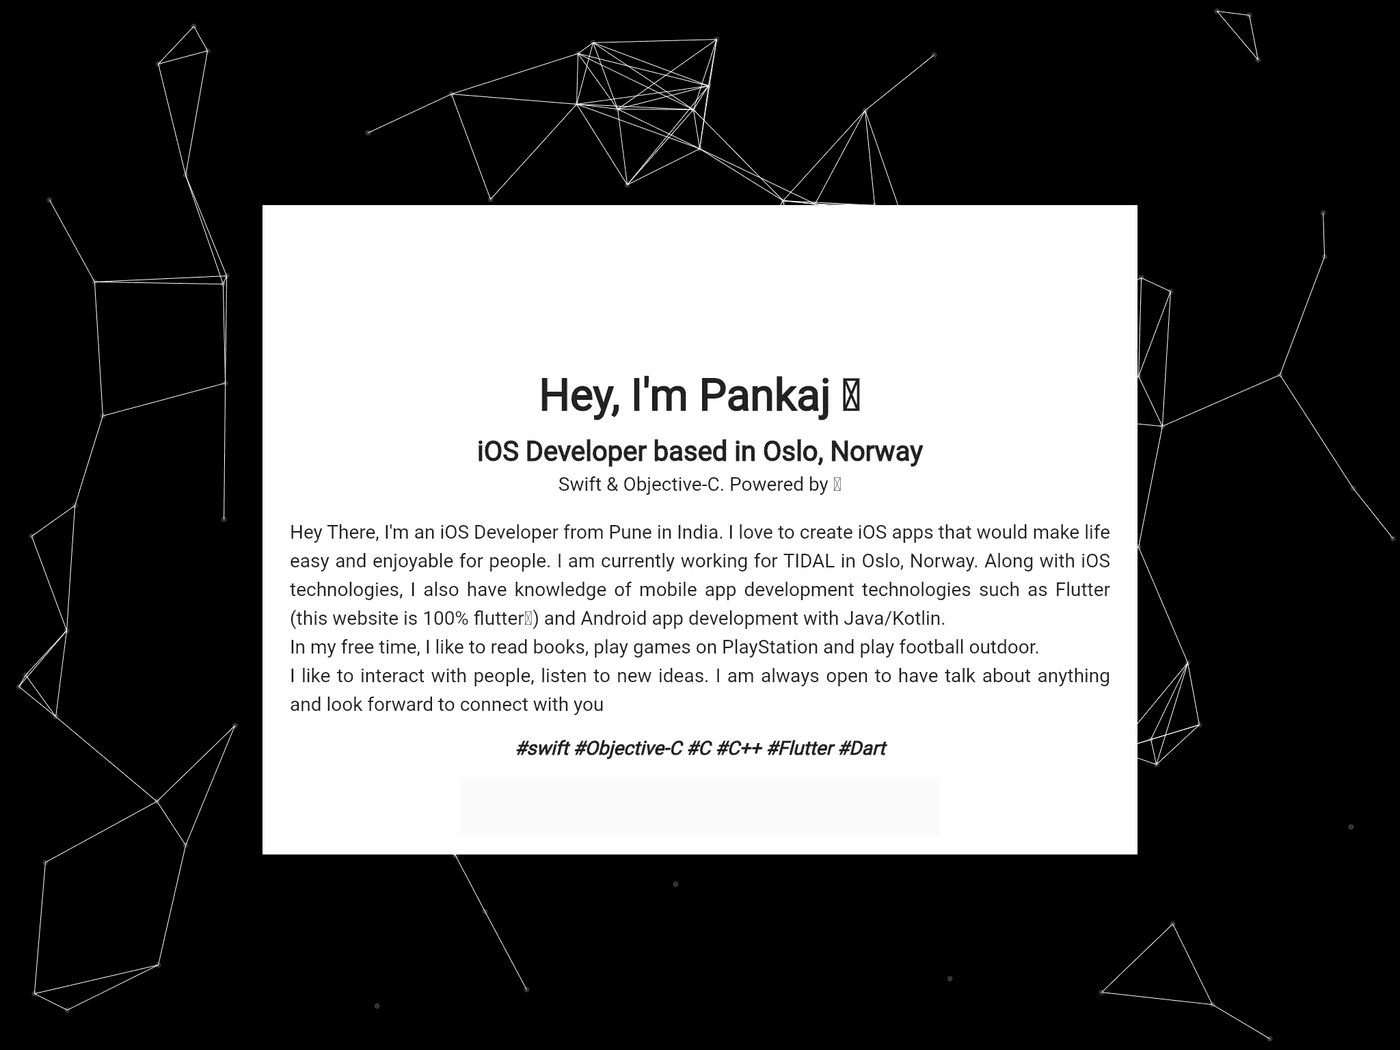 Hey, I'm Pankaj
iOS Developer based in Oslo, Norway
Swift & Objective-C. Powered by
Hey There, I'm an iOS Developer from Pune in India. I love to create iOS apps that would make life
easy and enjoyable for people. I am currently working for TIDAL in Oslo, Norway. Along with iOS
technologies, I also have knowledge of mobile app development technologies such as Flutter
(this website is 100% flutter) and Android app development with Java/Kotlin.
In my free time, I like to read books, play games on PlayStation and play football outdoor.
I like to interact with people, listen to new ideas. I am always open to have talk about anything
and look forward to connect with you
#swift #Objective-C #C #C++ #Flutter #Dart